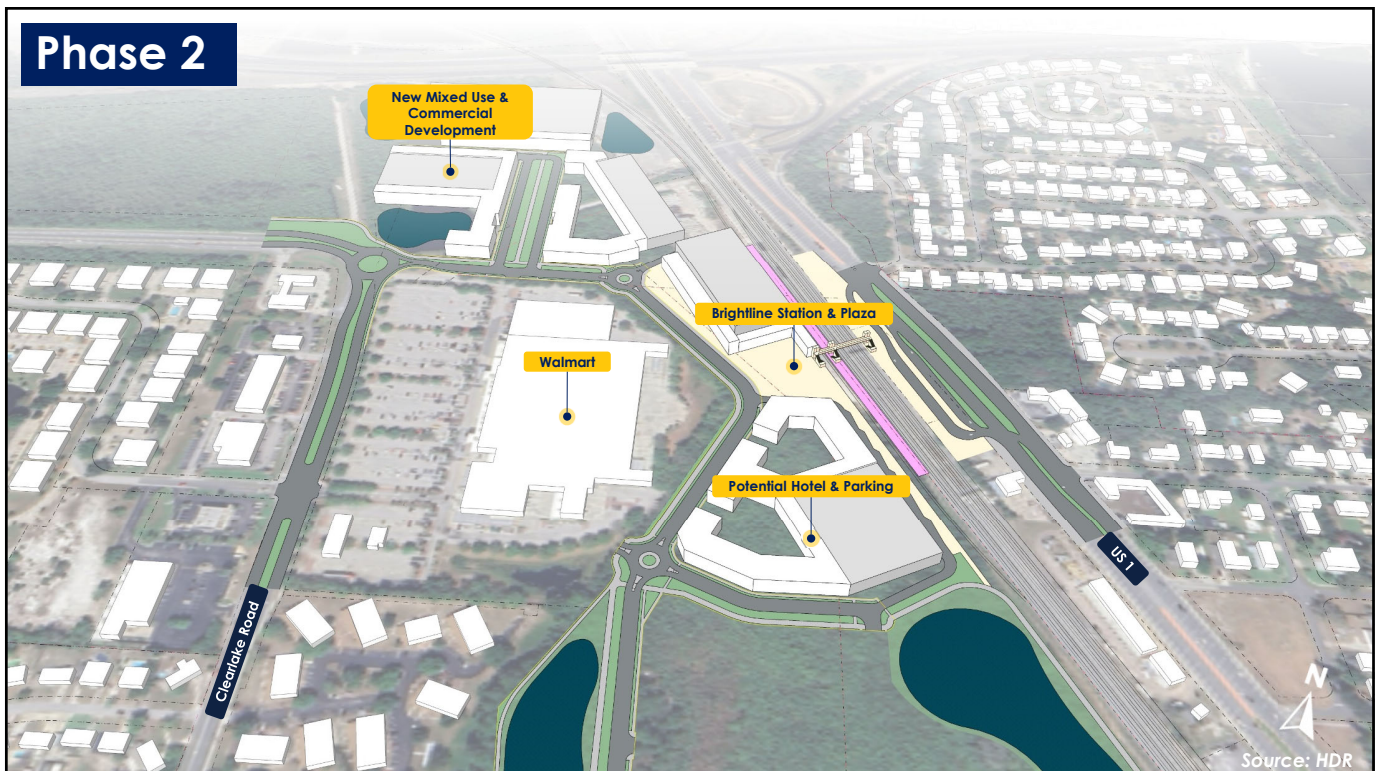 Phase 2
New Mixed Use &
Commercial
Development
Brightline Station & Plaza
Walmart
Potential Hotel & Parking
US 1
Clearlake Road
N
Source: HDR